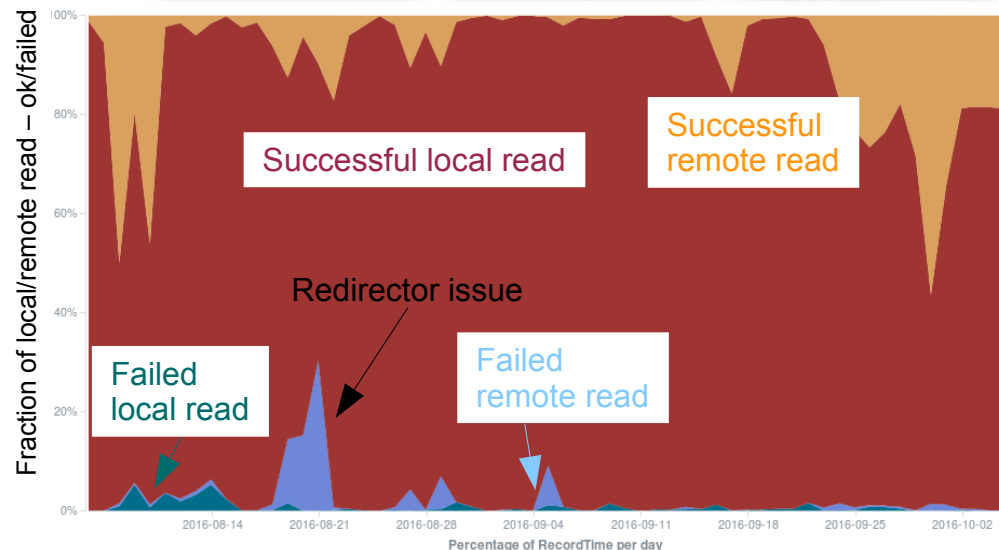 Fraction of local/remote read – ok/failed
100%
80%
60%
40%
20%
0%
Successful local read
Successful
remote read
Redirector issue
Failed
local read
Failed
remote read
2016-08-14
2016-08-21
2016-08-28
2016-09-04
2016-09-11
2016-09-18
2016-09-25
2016-10-02
Percentage of RecordTime per day